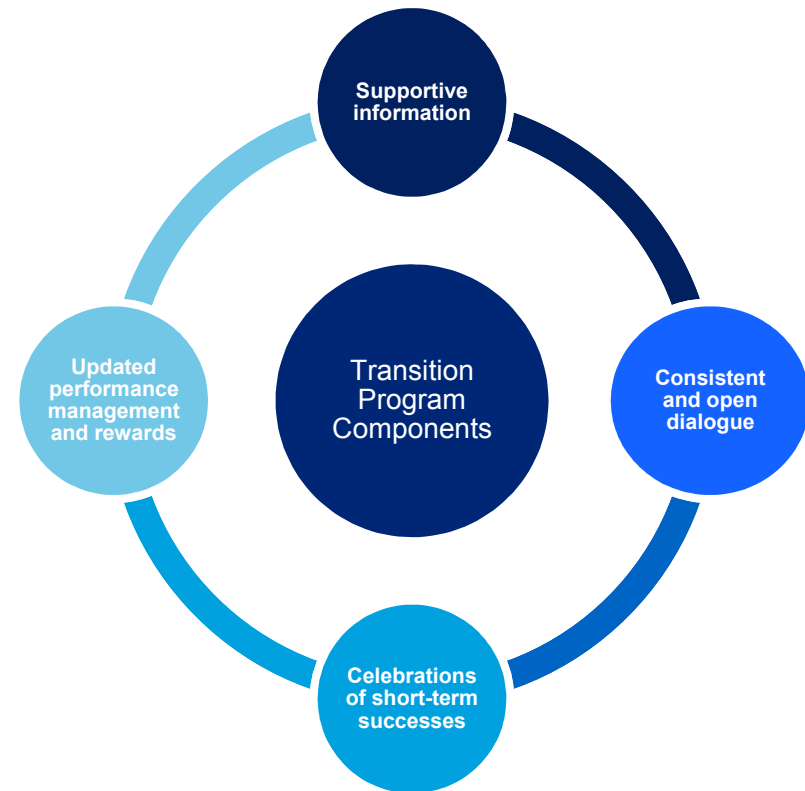 Supportive
information
Transition
Program
Components
Consistent
and open
dialogue
Celebrations
of short-term
successes
Updated
performance
management
and rewards